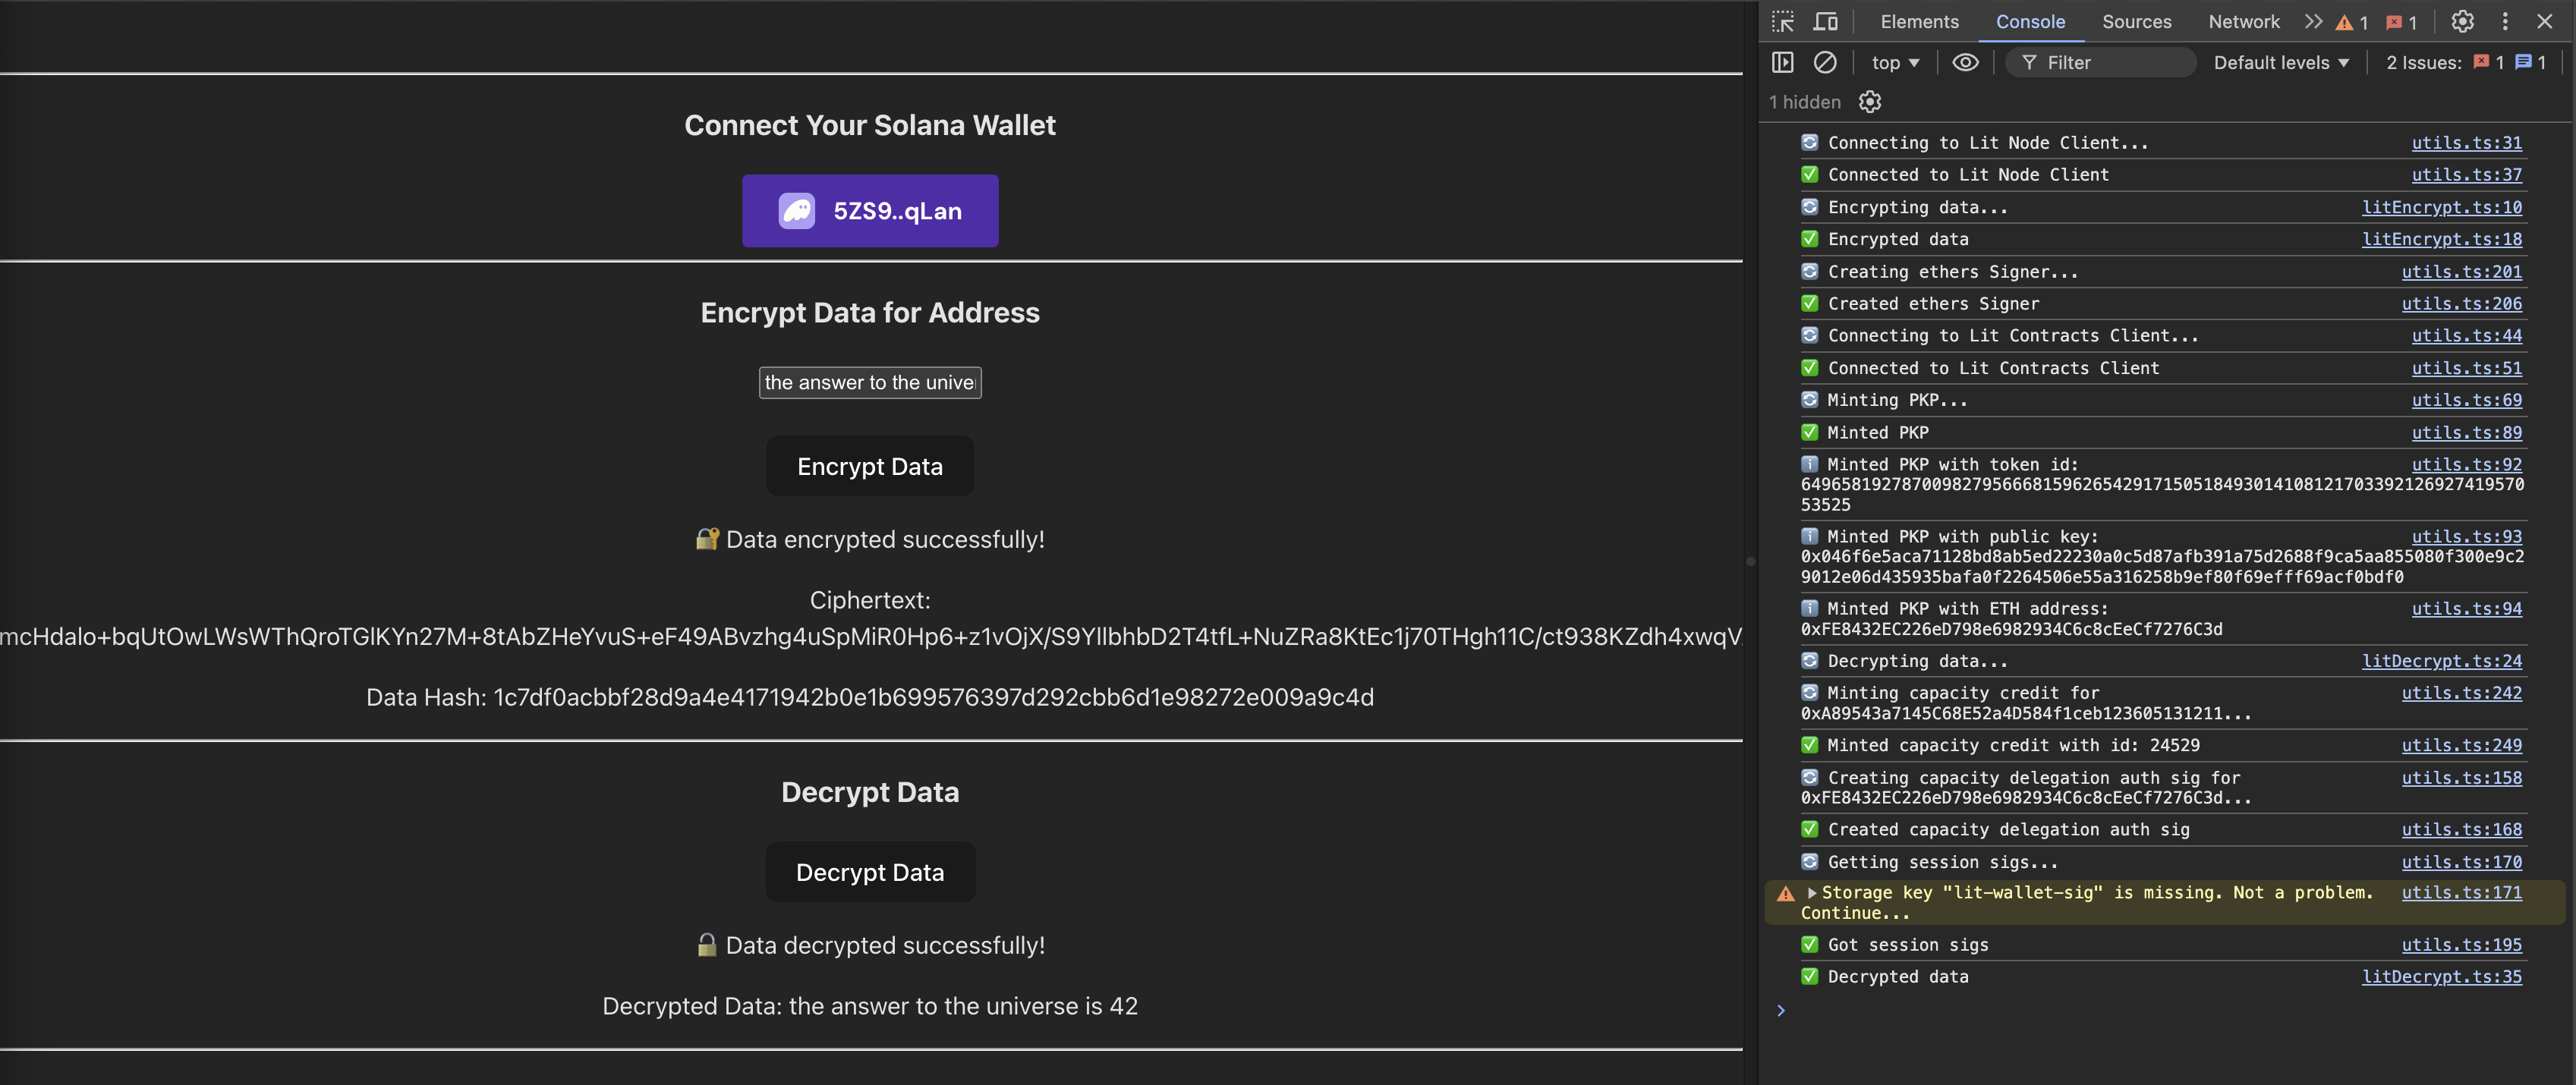 Connect Your Solana Wallet
5ZS9..qLan
Encrypt Data for Address
the answer to the unive
Encrypt Data
🔐 Data encrypted successfully!
Ciphertext:
mcHdalo+bqUtOwLWsWThQroTGlKYn27M+8tAbZHeYvuS+eF49ABvzhg4uSpMiR0Hp6+z1vOjX/S9YllbhbD2T4tfL+NuZRa8KtEc1j70THgh11C/ct938KZdh4xwqV
Data Hash: 1c7df0acbbf28d9a4e4171942b0e1b699576397d292cbb6d1e98272e009a9c4d
Decrypt Data
Decrypt Data
🔓 Data decrypted successfully!
Decrypted Data: the answer to the universe is 42
Elements Console Sources Network 1 1
top Filter Default levels 2 Issues: 1 1
1 hidden
Connecting to Lit Node Client... utils.ts:31
Connected to Lit Node Client utils.ts:37
Encrypting data... litEncrypt.ts:10
Encrypted data litEncrypt.ts:18
Creating ethers Signer... utils.ts:201
Created ethers Signer utils.ts:206
Connecting to Lit Contracts Client... utils.ts:44
Connected to Lit Contracts Client utils.ts:51
Minting PKP... utils.ts:69
Minted PKP utils.ts:89
Minted PKP with token id: utils.ts:92
649658192787009827956668159626542917150518493014108121703392126927419570
53525
Minted PKP with public key: utils.ts:93
0x046f6e5aca71128bd8ab5ed22230a0c5d87afb391a75d2688f9ca5aa855080f300e9c2
9012e06d435935bafa0f2264506e55a316258b9ef80f69efff69acf0bdf0
Minted PKP with ETH address: utils.ts:94
0xFE8432EC226eD798e6982934C6c8cEeCf7276C3d
Decrypting data... litDecrypt.ts:24
Minting capacity credit for utils.ts:242
0xA89543a7145C68E52a4D584f1ceb123605131211...
Minted capacity credit with id: 24529 utils.ts:249
Creating capacity delegation auth sig for utils.ts:158
0xFE8432EC226eD798e6982934C6c8cEeCf7276C3d...
Created capacity delegation auth sig utils.ts:168
Getting session sigs... utils.ts:170
Storage key "lit-wallet-sig" is missing. Not a problem. utils.ts:171
Continue...
Got session sigs utils.ts:195
Decrypted data litDecrypt.ts:35